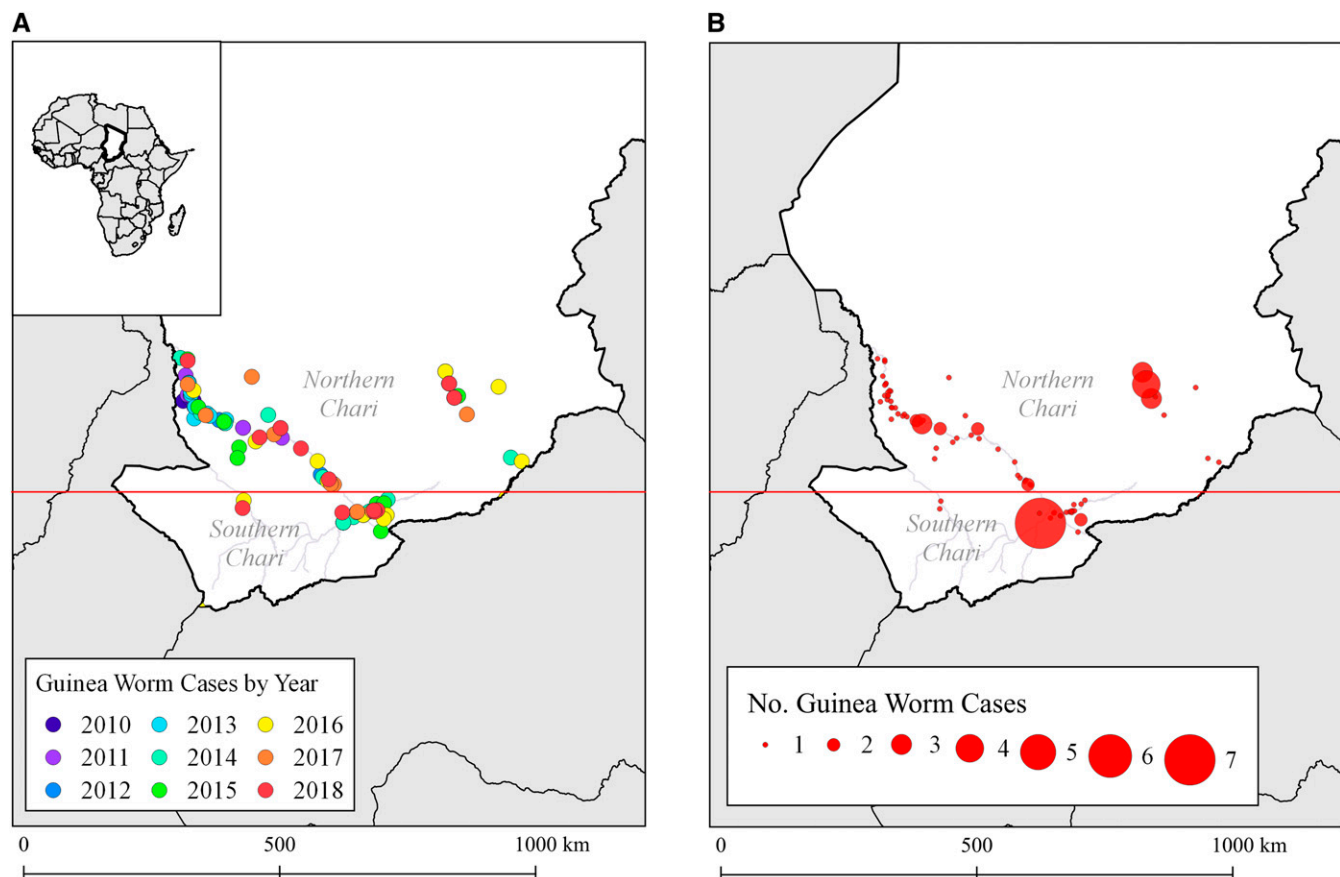 A
B
Northern
Chari
Southern
Chari
Guinea Worm Cases by Year
2010 2013 2016
2011 2014 2017
2012 2015 2018
0 500 1000 km
Northern
Chari
Southern
Chari
No. Guinea Worm Cases
1 2 3 4 5 6 7
0 500 1000 km